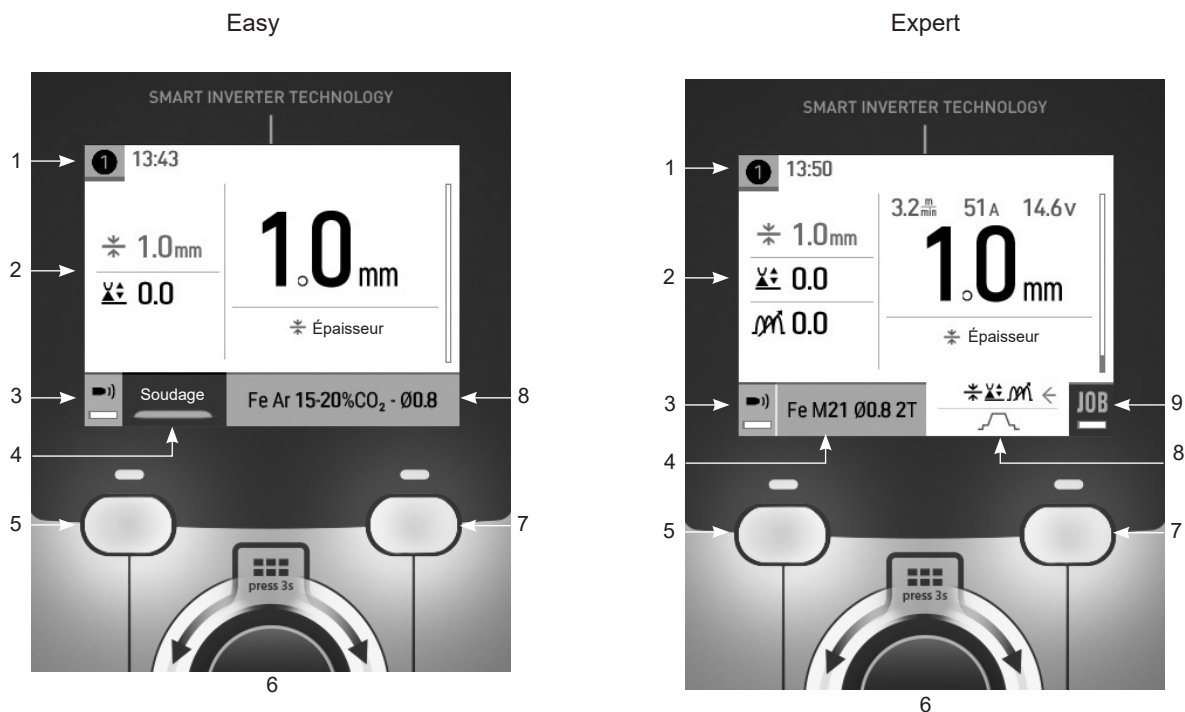 Easy
SMART INVERTER TECHNOLOGY
1
1 13:43
1.0mm
2
0.0
1.0 mm
Épaisseur
3
Soudage
Fe Ar 15-20%CO₂ - Ø0.8
8
4
5
7
press 3s
6
Expert
SMART INVERTER TECHNOLOGY
1
1 13:50
3.2 m/min 51A 14.6V
1.0mm
2
0.0
0.0
1.0 mm
Épaisseur
3
Fe M21 Ø0.8 2T
JOB
9
4
8
5
7
press 3s
6